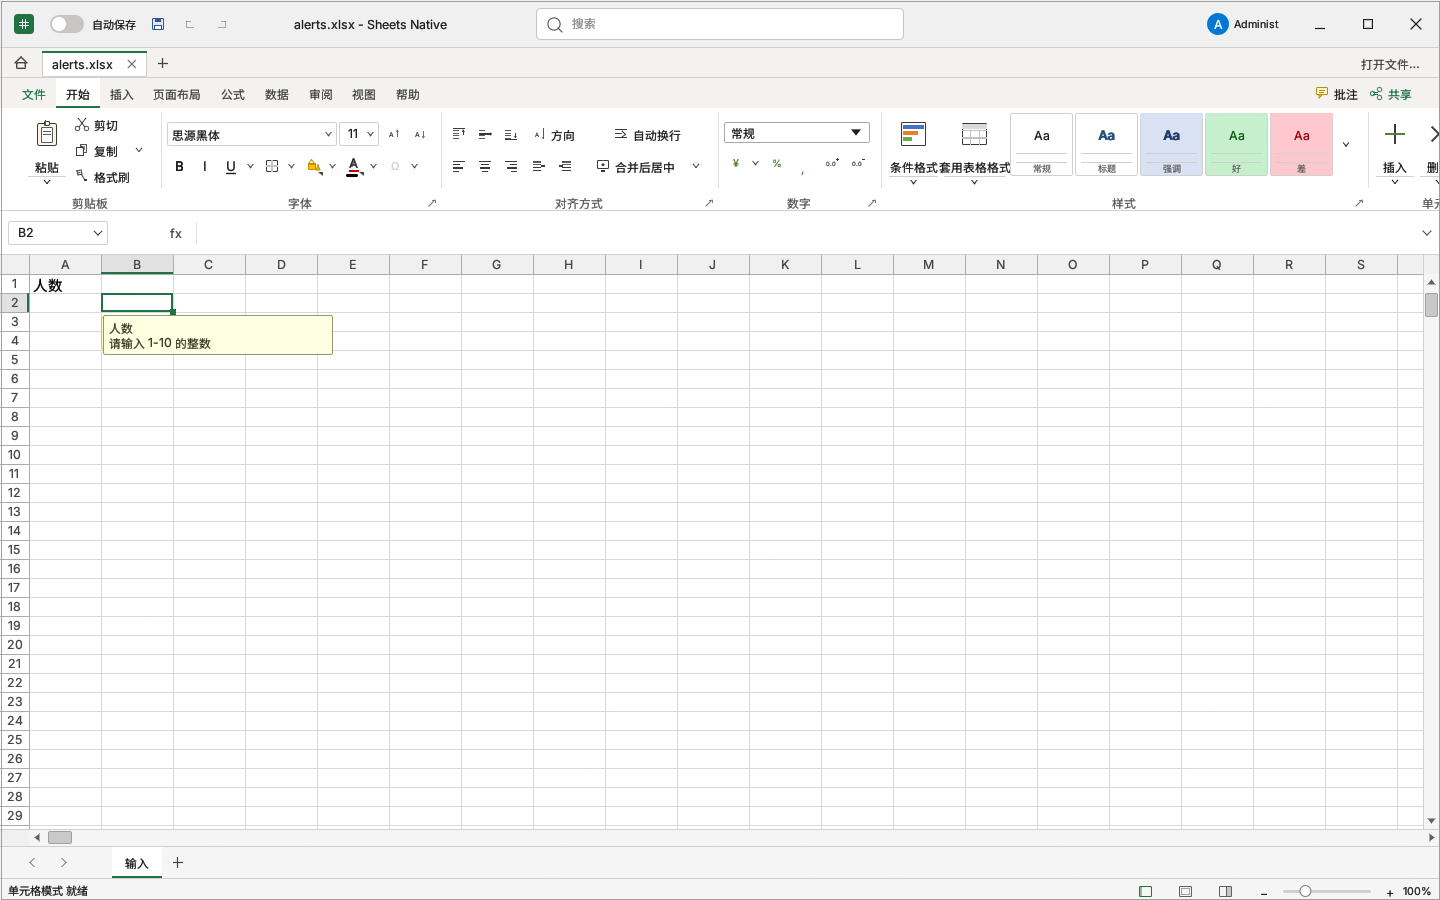 自动保存
alerts.xlsx - Sheets Native
搜索
A Administ
alerts.xlsx
打开文件...
文件 开始 插入 页面布局 公式 数据 审阅 视图 帮助
批注 共享
粘贴
剪切
复制
格式刷
剪贴板
思源黑体 11 A A
B I U A Ω
字体
方向 自动换行
合并后居中
对齐方式
常规
¥ % , .0.0 .0.0
数字
条件格式 套用表格格式
Aa 常规
Aa 标题
Aa 强调
Aa 好
Aa 差
样式
插入
删
单元
B2 fx
A B C D E F G H I J K L M N O P Q R S
1 人数
2
人数
3
请输入 1-10 的整数
4
5
6
7
8
9
10
11
12
13
14
15
16
17
18
19
20
21
22
23
24
25
26
27
28
29
输入
单元格模式 就绪
100%